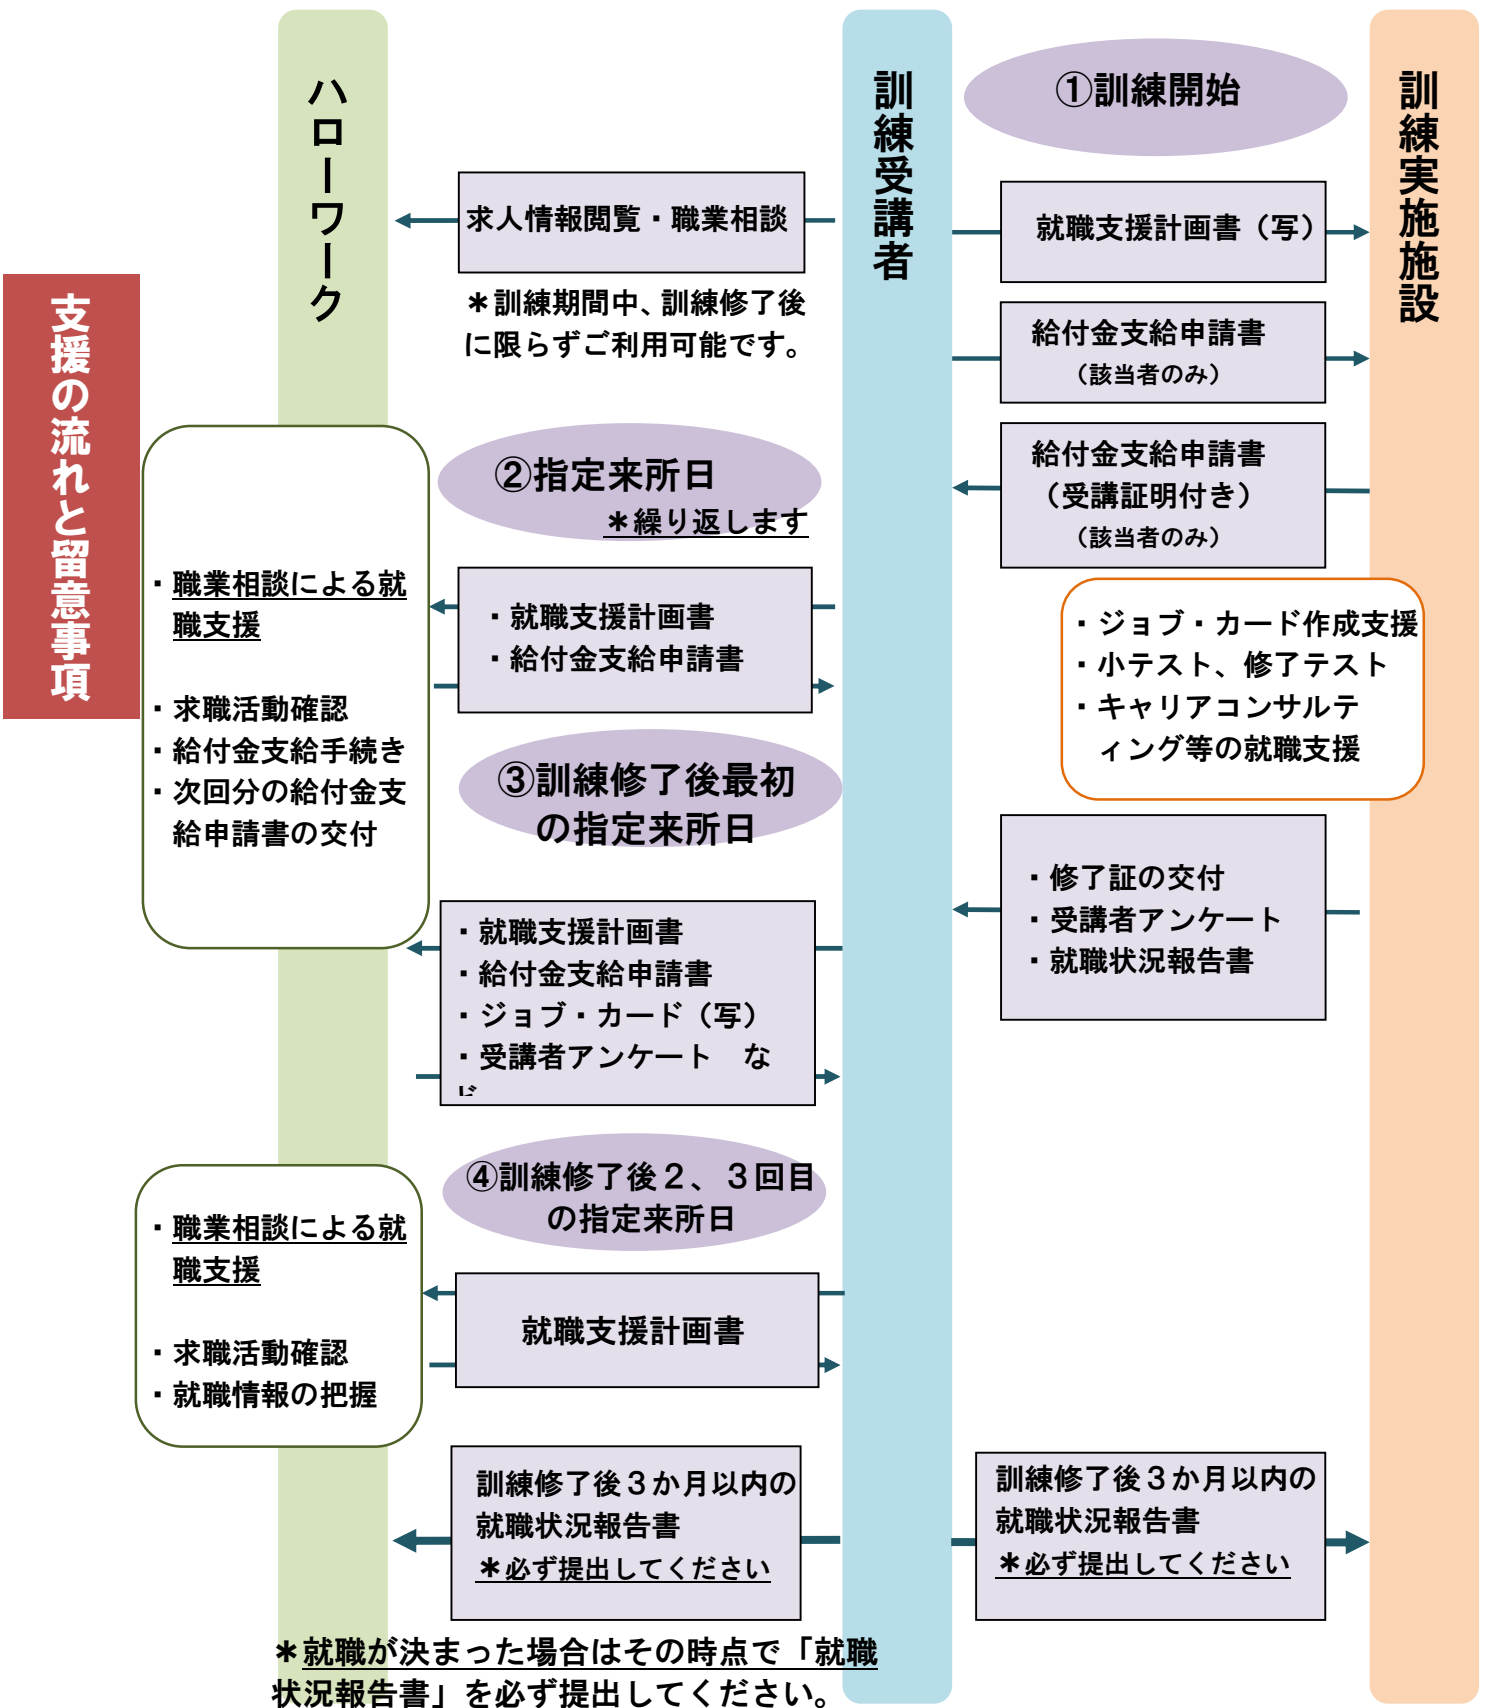 支援の流れと留意事項
ハローワーク
訓練受講者
訓練実施施設
①訓練開始
求人情報閲覧・職業相談
＊訓練期間中、訓練修了後
に限らずご利用可能です。
就職支援計画書（写）
給付金支給申請書
（該当者のみ）
給付金支給申請書
（受講証明付き）
（該当者のみ）
②指定来所日
＊繰り返します
・職業相談による就
職支援
・求職活動確認
・給付金支給手続き
・次回分の給付金支
給申請書の交付
・就職支援計画書
・給付金支給申請書
・ジョブ・カード作成支援
・小テスト、修了テスト
・キャリアコンサルテ
ィング等の就職支援
③訓練修了後最初
の指定来所日
・修了証の交付
・受講者アンケート
・就職状況報告書
・就職支援計画書
・給付金支給申請書
・ジョブ・カード（写）
・受講者アンケート　な
ど
④訓練修了後２、３回目
の指定来所日
・職業相談による就
職支援
・求職活動確認
・就職情報の把握
就職支援計画書
訓練修了後３か月以内の
就職状況報告書
＊必ず提出してください
訓練修了後３か月以内の
就職状況報告書
＊必ず提出してください
＊就職が決まった場合はその時点で「就職
状況報告書」を必ず提出してください。